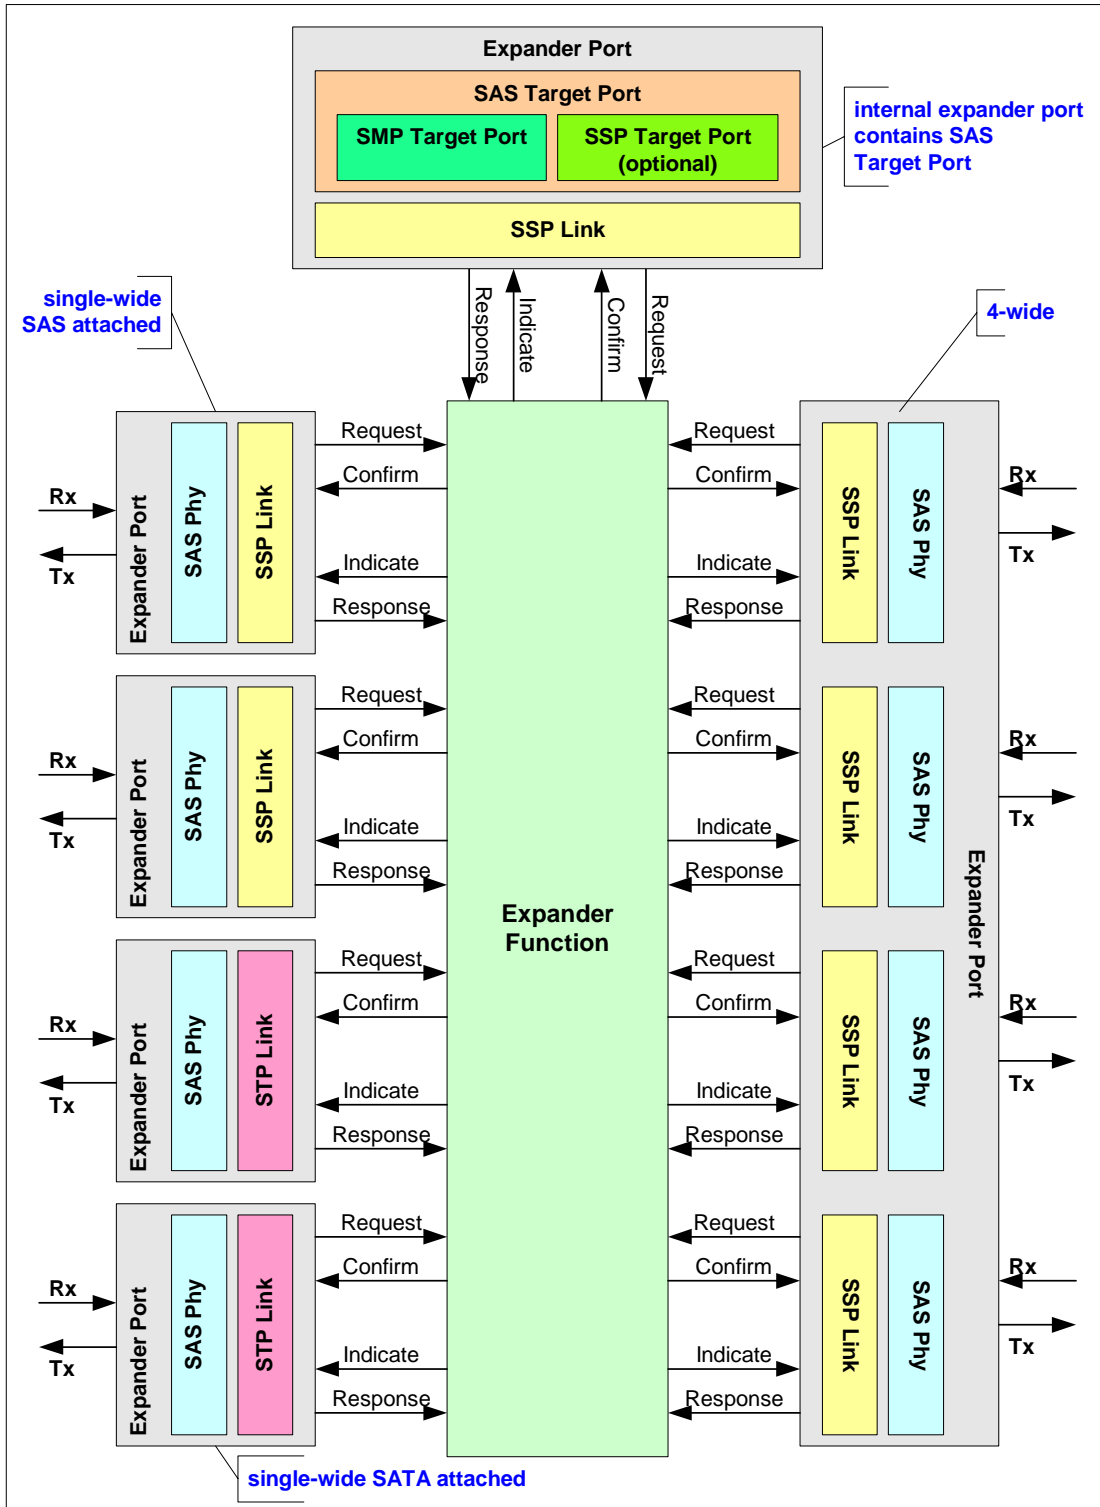 Expander Port
SAS Target Port
SMP Target Port
SSP Target Port
(optional)
SSP Link
internal expander port
contains SAS
Target Port
single-wide
SAS attached
4-wide
Response
Indicate
Confirm
Request
Rx
Tx
Expander Port
SAS Phy
SSP Link
Request
Confirm
Indicate
Response
Rx
Tx
Expander Port
SAS Phy
SSP Link
Request
Confirm
Indicate
Response
Rx
Tx
Expander Port
SAS Phy
STP Link
Request
Confirm
Indicate
Response
Rx
Tx
Expander Port
SAS Phy
STP Link
Request
Confirm
Indicate
Response
single-wide SATA attached
Expander
Function
Request
Confirm
Indicate
Response
SSP Link
SAS Phy
Rx
Tx
Request
Confirm
Indicate
Response
SSP Link
SAS Phy
Rx
Tx
Expander Port
Request
Confirm
Indicate
Response
SSP Link
SAS Phy
Rx
Tx
Request
Confirm
Indicate
Response
SSP Link
SAS Phy
Rx
Tx